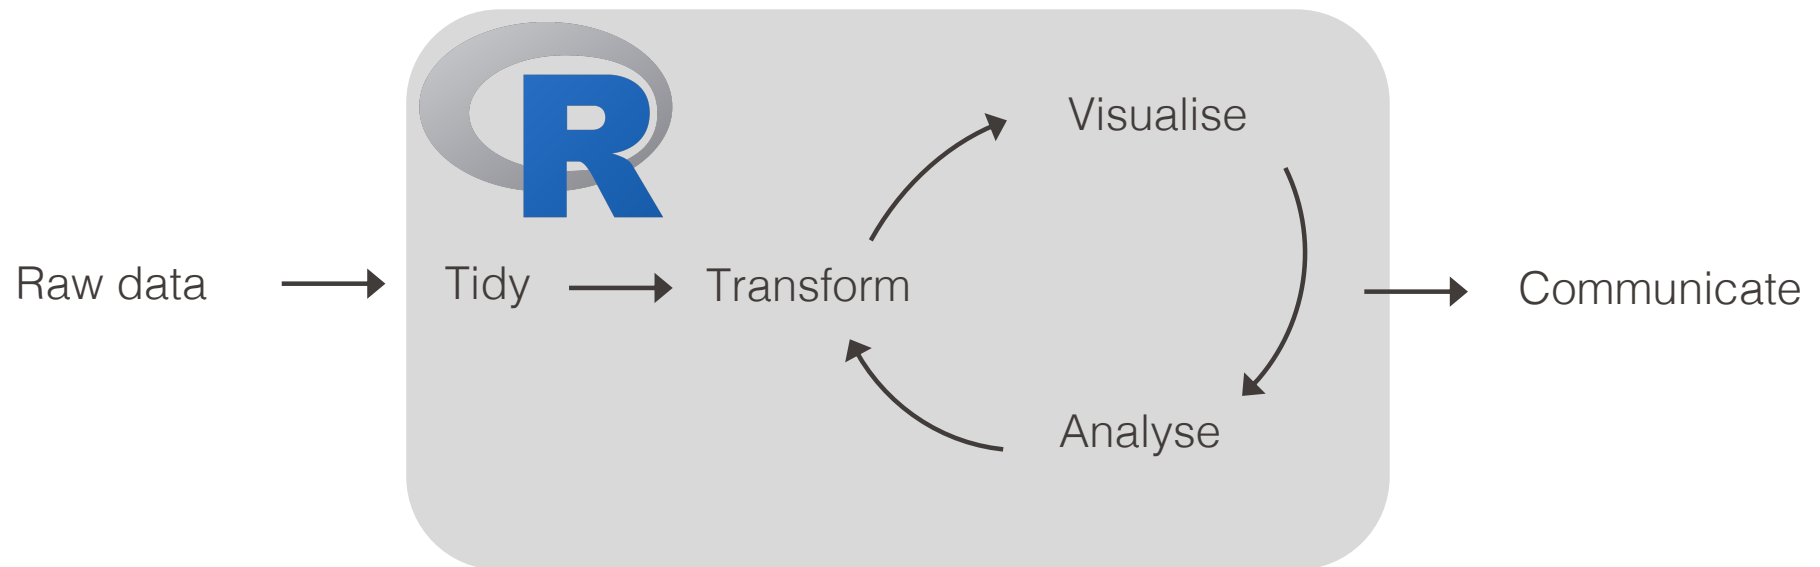 R
Visualise
Raw data
Tidy
Transform
Communicate
Analyse